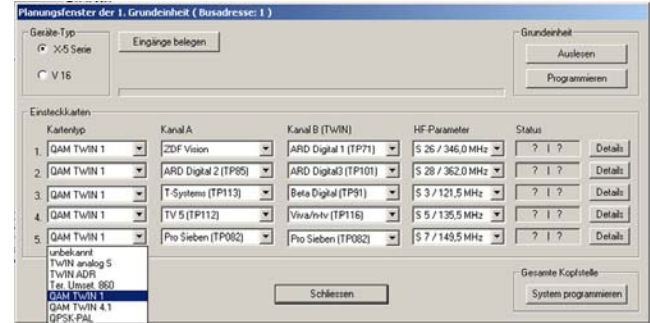 Planungsfenster der 1. Grundeinheit ( Busadresse: 1 )
Geräte-Typ
X-5 Serie
V 16
Eingänge belegen
Grundeinheit
Auslesen
Programmieren
Einsteckkarten
Kartentyp Kanal A Kanal B (TWIN) HF-Parameter Status
1. QAM TWIN 1 ZDF Vision ARD Digital 1 (TP71) S 26 / 346,0 MHz ? | ? Details
2. QAM TWIN 1 ARD Digital 2 (TP85) ARD Digital3 (TP101) S 28 / 362,0 MHz ? | ? Details
3. QAM TWIN 1 T-Systems (TP113) Beta Digital (TP91) S 3 / 121,5 MHz ? | ? Details
4. QAM TWIN 1 TV 5 (TP112) Viva/n-tv (TP116) S 5 / 135,5 MHz ? | ? Details
5. QAM TWIN 1 Pro Sieben (TP082) Pro Sieben (TP082) S 7 / 149,5 MHz ? | ? Details
unbekannt
TWIN analog S
TWIN ADR
Ter. Umset. 860
QAM TWIN 1
QAM TWIN 4.1
QPSK-PAL
Schliessen
Gesamte Kopfstelle
System programmieren